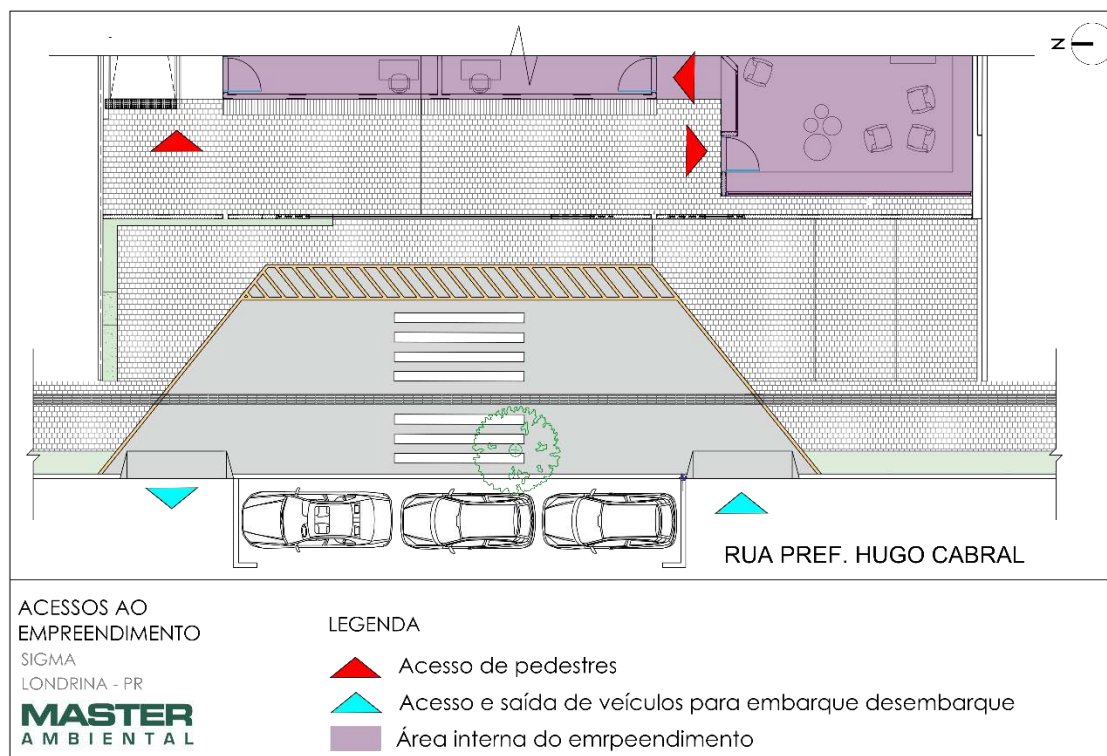 N
RUA PREF. HUGO CABRAL
ACESSOS AO
EMPREENDIMENTO
SIGMA
LONDRINA - PR
MASTER
AMBIENTAL
LEGENDA
Acesso de pedestres
Acesso e saída de veículos para embarque desembarque
Área interna do emrpeendimento